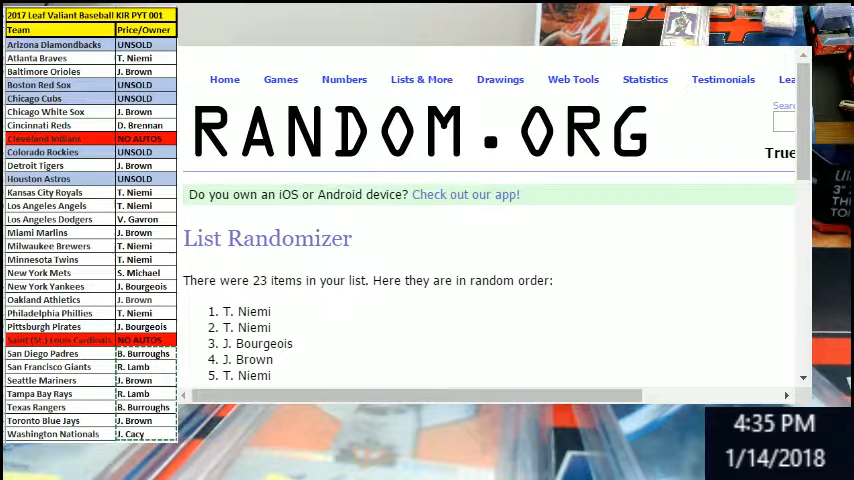 2017 Leaf Valiant Baseball KIR PYT 001
Team Price/Owner
Arizona Diamondbacks UNSOLD
Atlanta Braves T. Niemi
Baltimore Orioles J. Brown
Boston Red Sox UNSOLD
Chicago Cubs UNSOLD
Chicago White Sox J. Brown
Cincinnati Reds D. Brennan
Cleveland Indians NO AUTOS
Colorado Rockies UNSOLD
Detroit Tigers J. Brown
Houston Astros UNSOLD
Kansas City Royals T. Niemi
Los Angeles Angels T. Niemi
Los Angeles Dodgers V. Gavron
Miami Marlins J. Brown
Milwaukee Brewers T. Niemi
Minnesota Twins T. Niemi
New York Mets S. Michael
New York Yankees J. Bourgeois
Oakland Athletics J. Brown
Philadelphia Phillies T. Niemi
Pittsburgh Pirates J. Bourgeois
Saint (St.) Louis Cardinals NO AUTOS
San Diego Padres B. Burroughs
San Francisco Giants R. Lamb
Seattle Mariners J. Brown
Tampa Bay Rays R. Lamb
Texas Rangers B. Burroughs
Toronto Blue Jays J. Brown
Washington Nationals J. Cacy
Home Games Numbers Lists & More Drawings Web Tools Statistics Testimonials Lea
RANDOM.ORG
Searc
True
Do you own an iOS or Android device? Check out our app!
List Randomizer
There were 23 items in your list. Here they are in random order:
1. T. Niemi
2. T. Niemi
3. J. Bourgeois
4. J. Brown
5. T. Niemi
4:35 PM
1/14/2018